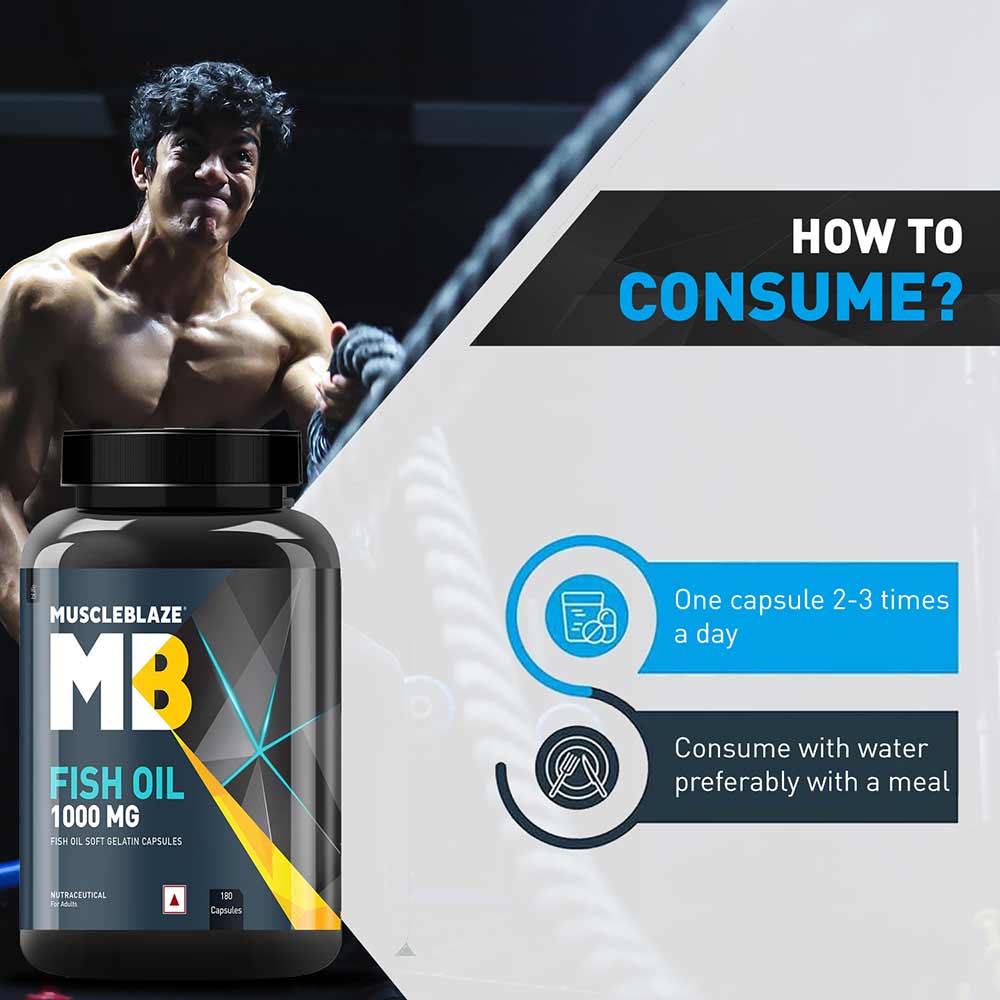 HOW TO
CONSUME?
One capsule 2-3 times
a day
Consume with water
preferably with a meal
MUSCLEBLAZE®
MB
FISH OIL
1000 MG
FISH OIL SOFT GELATIN CAPSULES
NUTRACEUTICAL
For Adults
180
Capsules